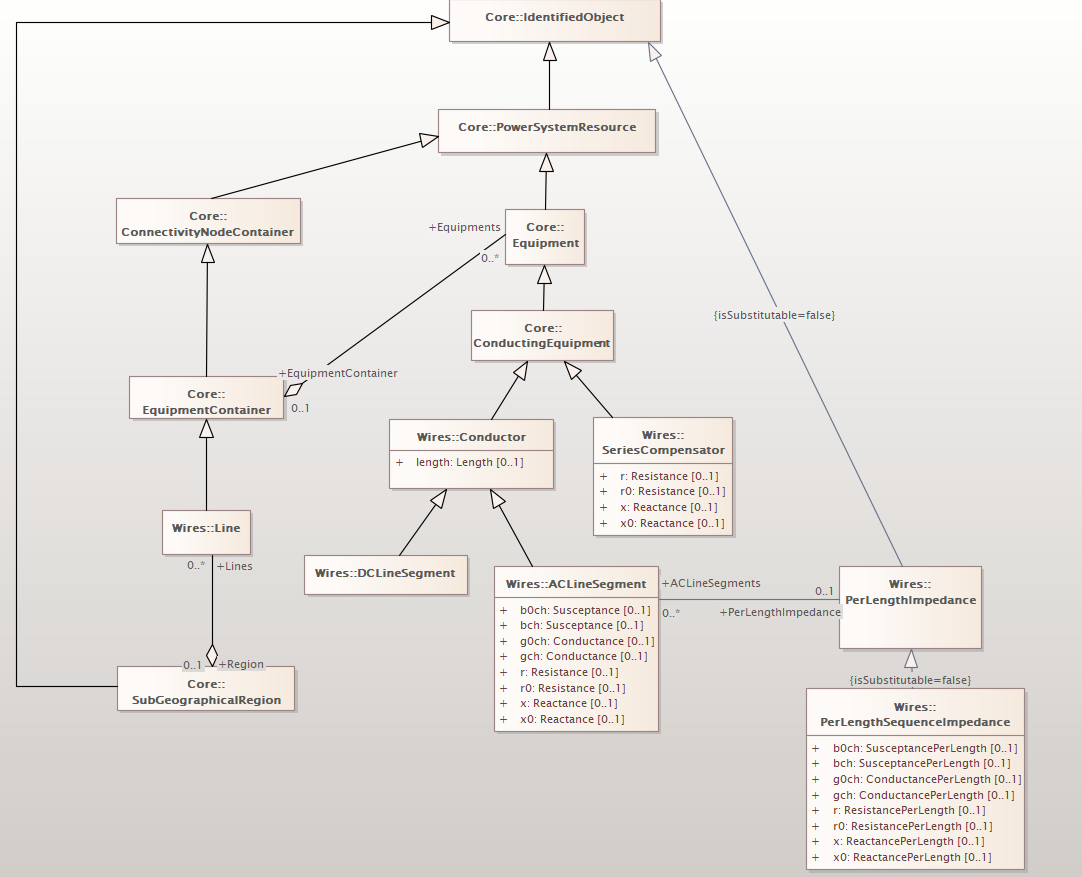 Core::IdentifiedObject
Core::PowerSystemResource
Core::
ConnectivityNodeContainer
+Equipments
0..*
Core::
Equipment
{isSubstitutable=false}
Core::
ConductingEquipment
+EquipmentContainer
0..1
Core::
EquipmentContainer
Wires::Conductor
+ length: Length [0..1]
Wires::
SeriesCompensator
+ r: Resistance [0..1]
+ r0: Resistance [0..1]
+ x: Reactance [0..1]
+ x0: Reactance [0..1]
Wires::Line
0..* +Lines
Wires::DCLineSegment
Wires::ACLineSegment
+ b0ch: Susceptance [0..1]
+ bch: Susceptance [0..1]
+ g0ch: Conductance [0..1]
+ gch: Conductance [0..1]
+ r: Resistance [0..1]
+ r0: Resistance [0..1]
+ x: Reactance [0..1]
+ x0: Reactance [0..1]
+ACLineSegments
0..*
0..1
+PerLengthImpedance
Wires::
PerLengthImpedance
0..1 +Region
Core::
SubGeographicalRegion
{isSubstitutable=false}
Wires::
PerLengthSequenceImpedance
+ b0ch: SusceptancePerLength [0..1]
+ bch: SusceptancePerLength [0..1]
+ g0ch: ConductancePerLength [0..1]
+ gch: ConductancePerLength [0..1]
+ r: ResistancePerLength [0..1]
+ r0: ResistancePerLength [0..1]
+ x: ReactancePerLength [0..1]
+ x0: ReactancePerLength [0..1]